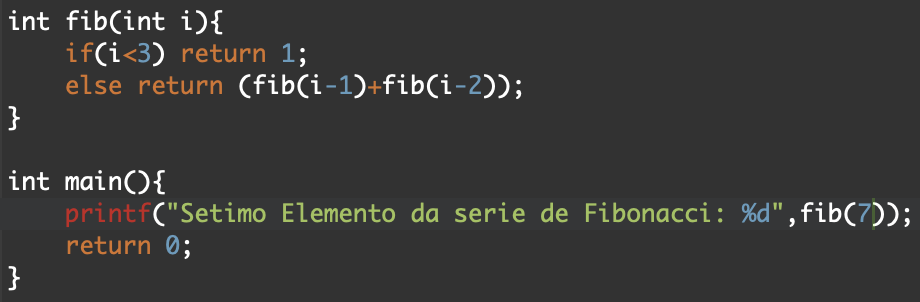 int fib(int i){
    if(i<3) return 1;
    else return (fib(i-1)+fib(i-2));
}

int main(){
    printf("Setimo Elemento da serie de Fibonacci: %d",fib(7));
    return 0;
}